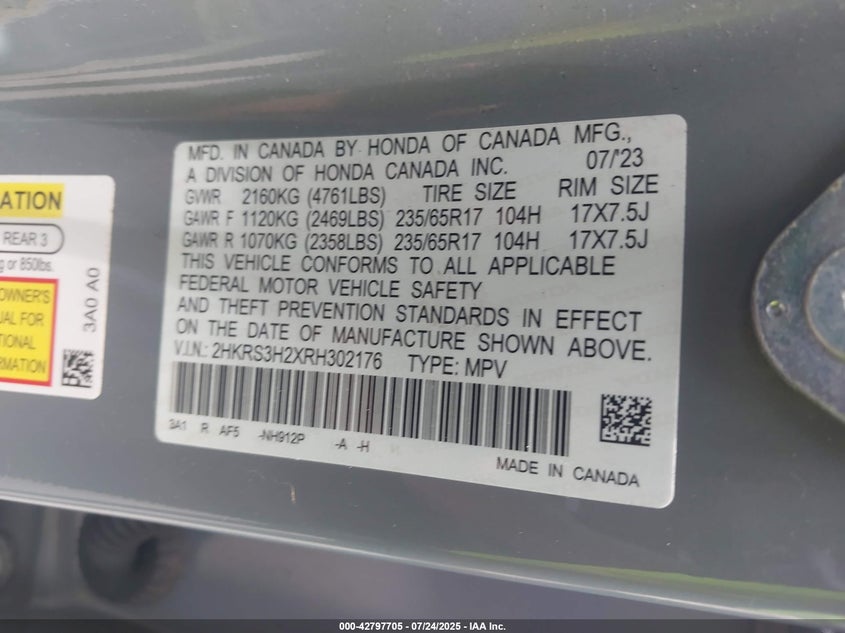 ATION
REAR 3
g or 850lbs.
OWNER'S
UAL FOR
TIONAL
RMATION
3A0 A0
MFD. IN CANADA BY HONDA OF CANADA MFG.,
A DIVISION OF HONDA CANADA INC. 07/'23
GVWR 2160KG (4761LBS) TIRE SIZE RIM SIZE
GAWR F 1120KG (2469LBS) 235/65R17 104H 17X7.5J
GAWR R 1070KG (2358LBS) 235/65R17 104H 17X7.5J
THIS VEHICLE CONFORMS TO ALL APPLICABLE
FEDERAL MOTOR VEHICLE SAFETY
AND THEFT PREVENTION STANDARDS IN EFFECT
ON THE DATE OF MANUFACTURE SHOWN ABOVE.
V.I.N.: 2HKRS3H2XRH302176 TYPE: MPV
3A1 R AF5 -NH912P -A -H
MADE IN CANADA
000-42797705 - 07/24/2025 - IAA Inc.